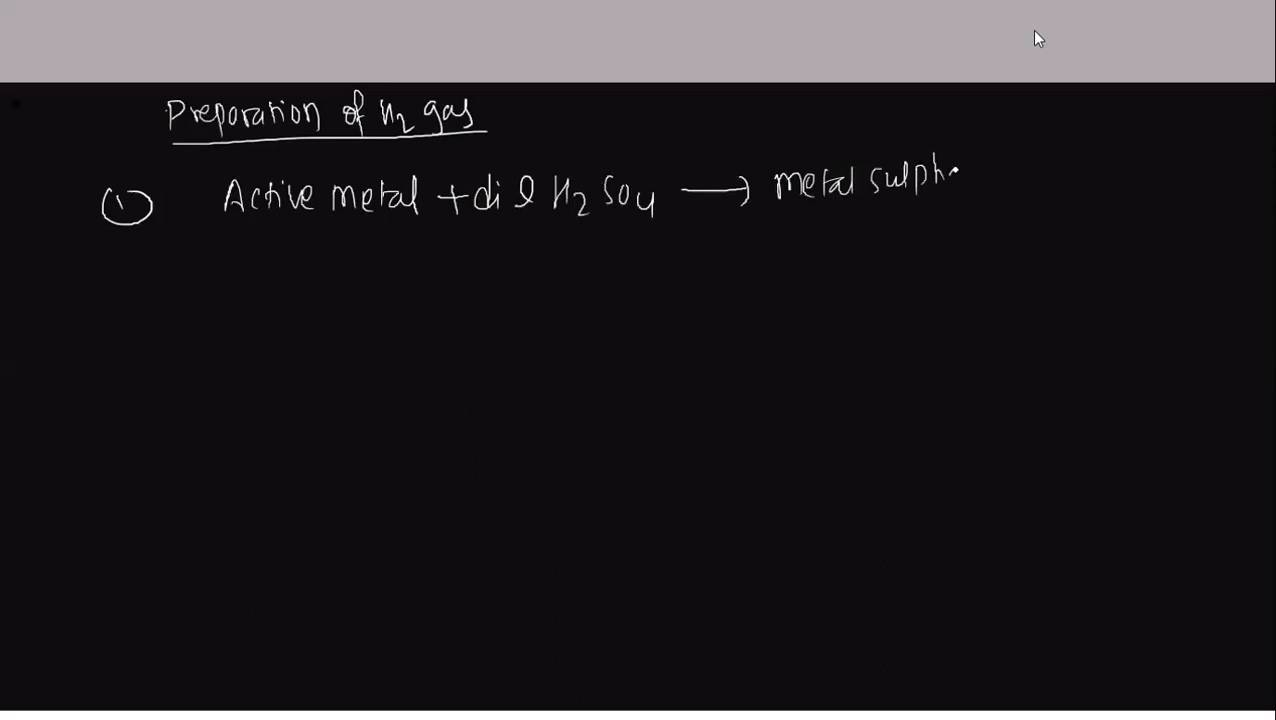 Preparation of H2 gas
① Active metal + dil H2SO4 → metal sulph